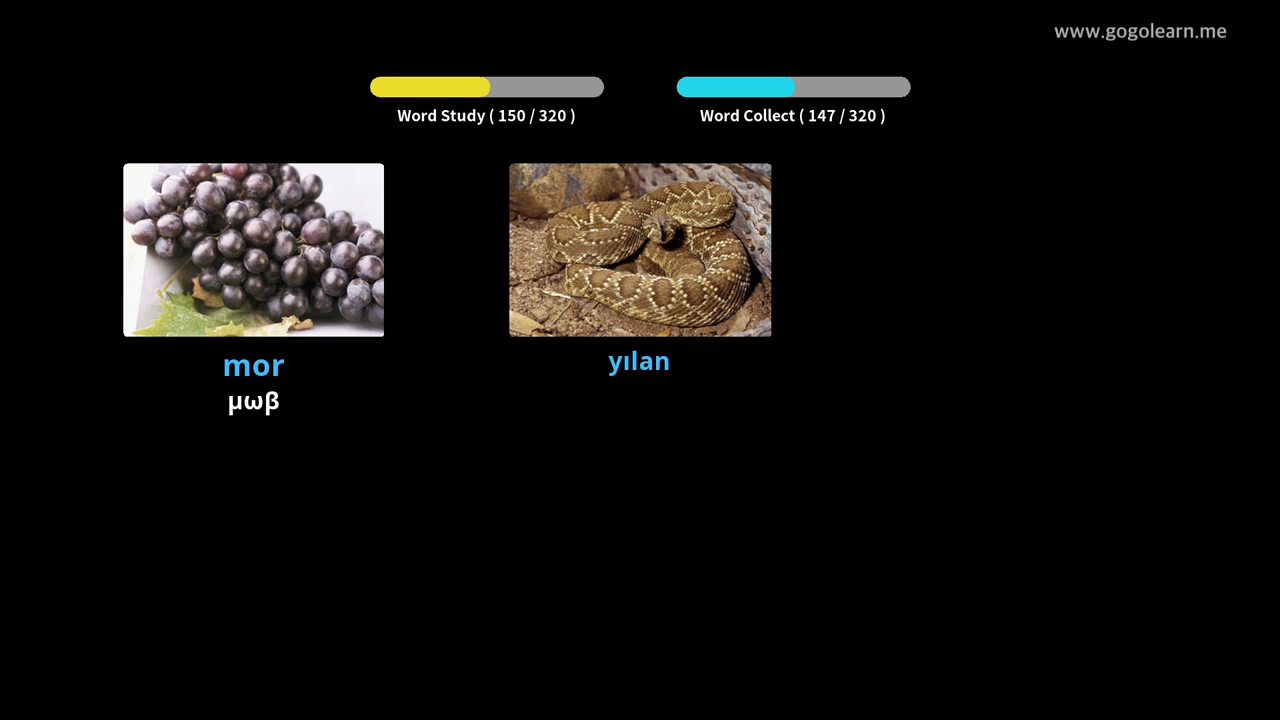 www.gogolearn.me
Word Study ( 150 / 320 )
Word Collect ( 147 / 320 )
mor
μωβ
yılan